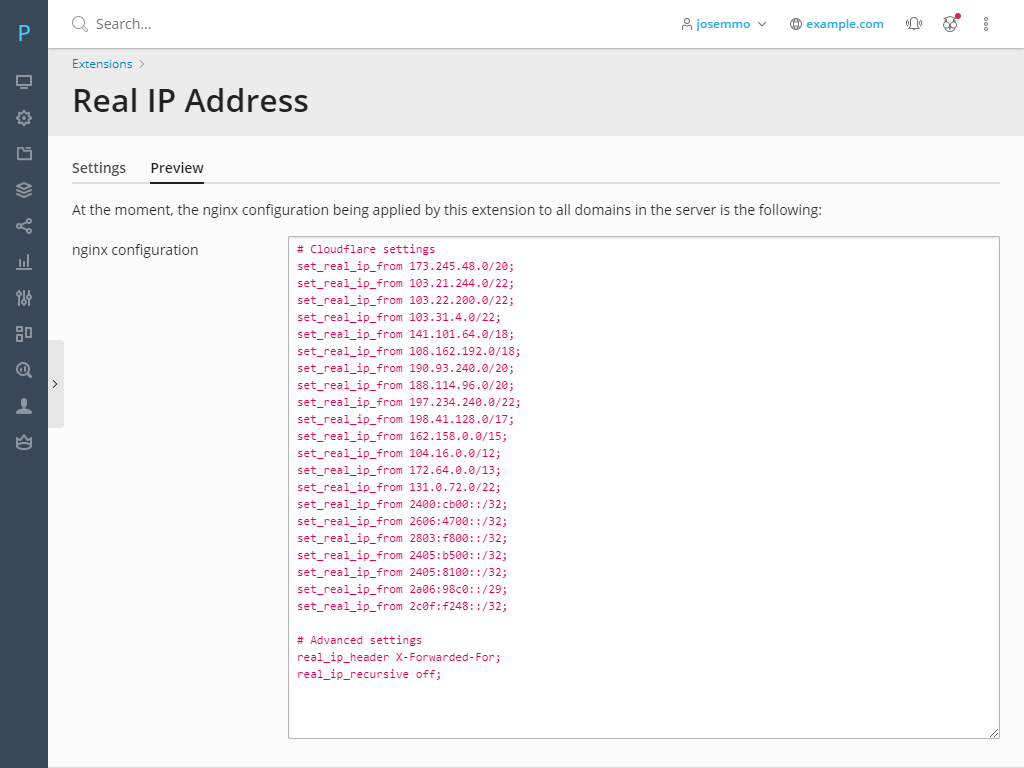 P
Search...
josemmo
example.com
Extensions
Real IP Address
Settings
Preview
At the moment, the nginx configuration being applied by this extension to all domains in the server is the following:
nginx configuration
# Cloudflare settings
set_real_ip_from 173.245.48.0/20;
set_real_ip_from 103.21.244.0/22;
set_real_ip_from 103.22.200.0/22;
set_real_ip_from 103.31.4.0/22;
set_real_ip_from 141.101.64.0/18;
set_real_ip_from 108.162.192.0/18;
set_real_ip_from 190.93.240.0/20;
set_real_ip_from 188.114.96.0/20;
set_real_ip_from 197.234.240.0/22;
set_real_ip_from 198.41.128.0/17;
set_real_ip_from 162.158.0.0/15;
set_real_ip_from 104.16.0.0/12;
set_real_ip_from 172.64.0.0/13;
set_real_ip_from 131.0.72.0/22;
set_real_ip_from 2400:cb00::/32;
set_real_ip_from 2606:4700::/32;
set_real_ip_from 2803:f800::/32;
set_real_ip_from 2405:b500::/32;
set_real_ip_from 2405:8100::/32;
set_real_ip_from 2a06:98c0::/29;
set_real_ip_from 2c0f:f248::/32;
# Advanced settings
real_ip_header X-Forwarded-For;
real_ip_recursive off;